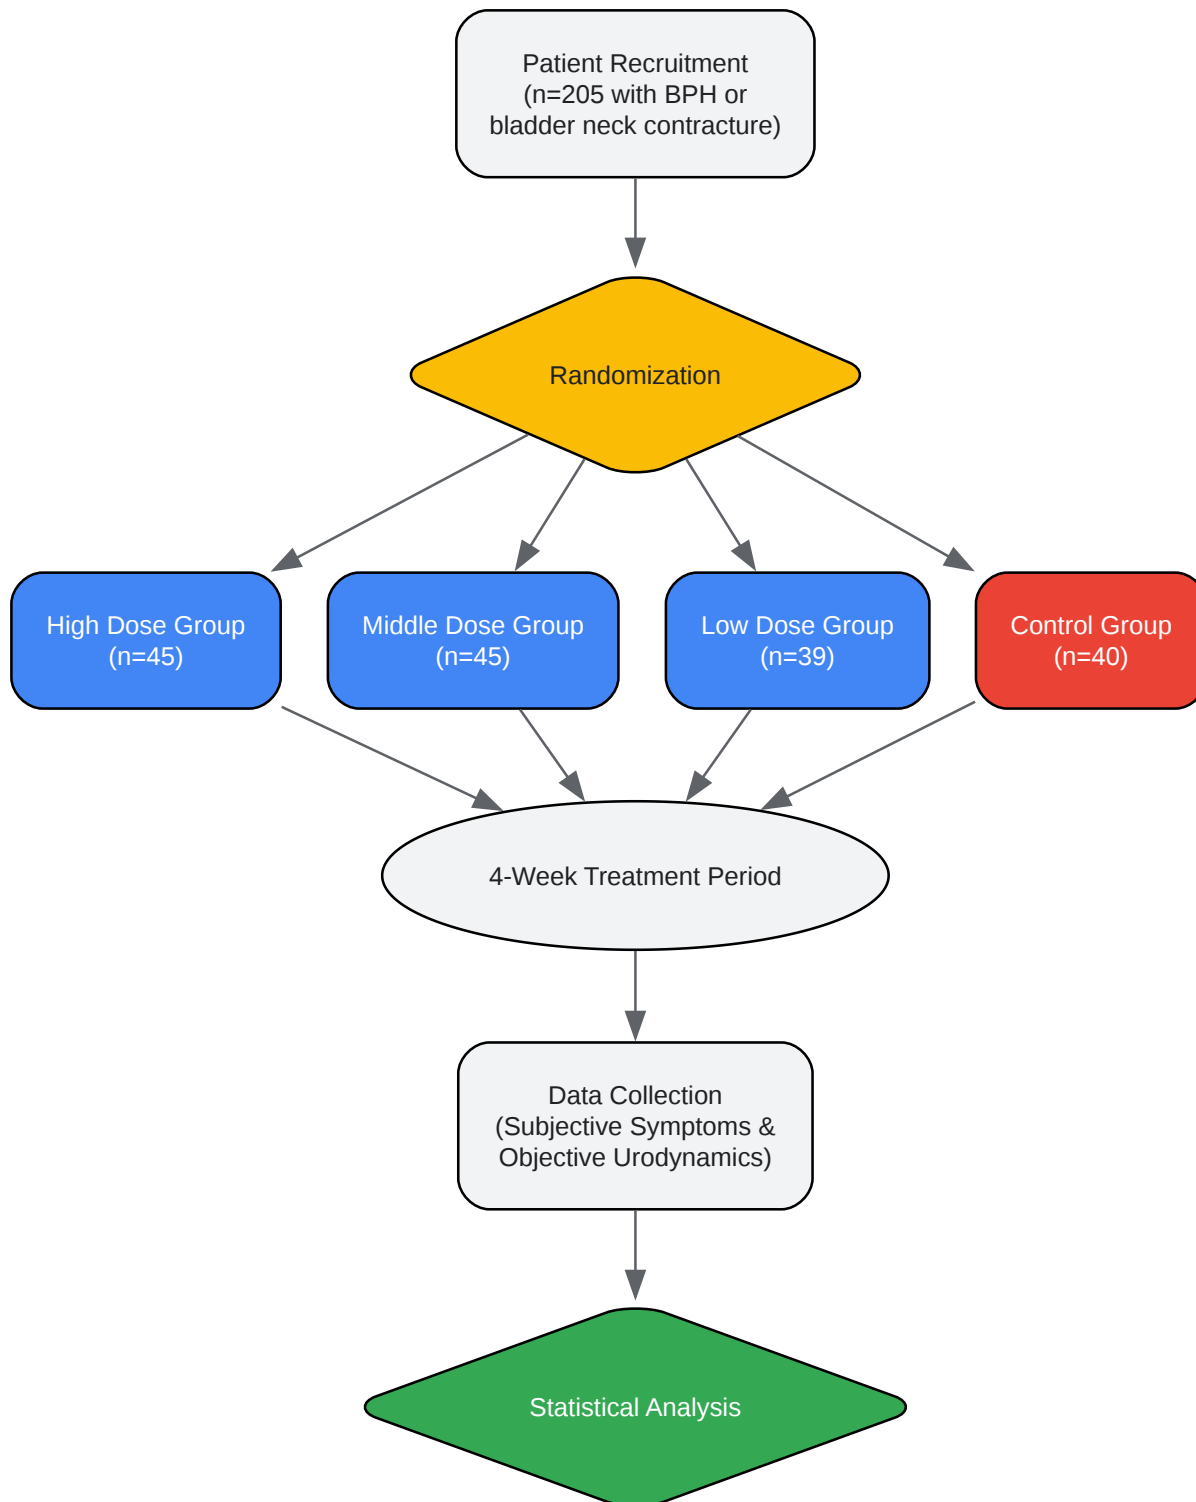 Patient Recruitment
(n=205 with BPH or
bladder neck contracture)
Randomization
High Dose Group
(n=45)
Middle Dose Group
(n=45)
Low Dose Group
(n=39)
Control Group
(n=40)
4-Week Treatment Period
Data Collection
(Subjective Symptoms &
Objective Urodynamics)
Statistical Analysis